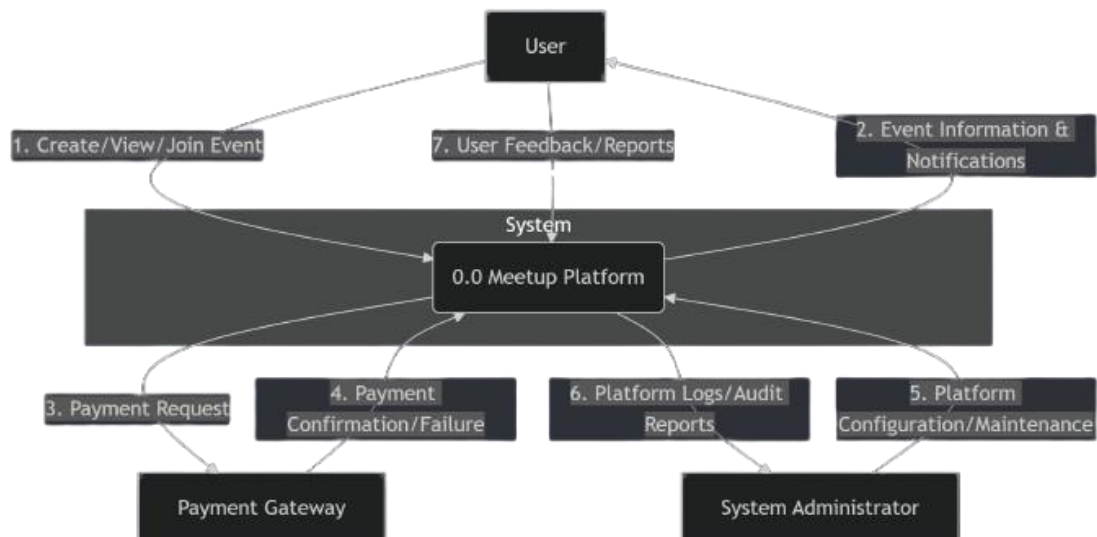 User
1. Create/View/Join Event
7. User Feedback/Reports
2. Event Information &
Notifications
System
0.0 Meetup Platform
3. Payment Request
4. Payment
Confirmation/Failure
6. Platform Logs/Audit
Reports
5. Platform
Configuration/Maintenance
Payment Gateway
System Administrator